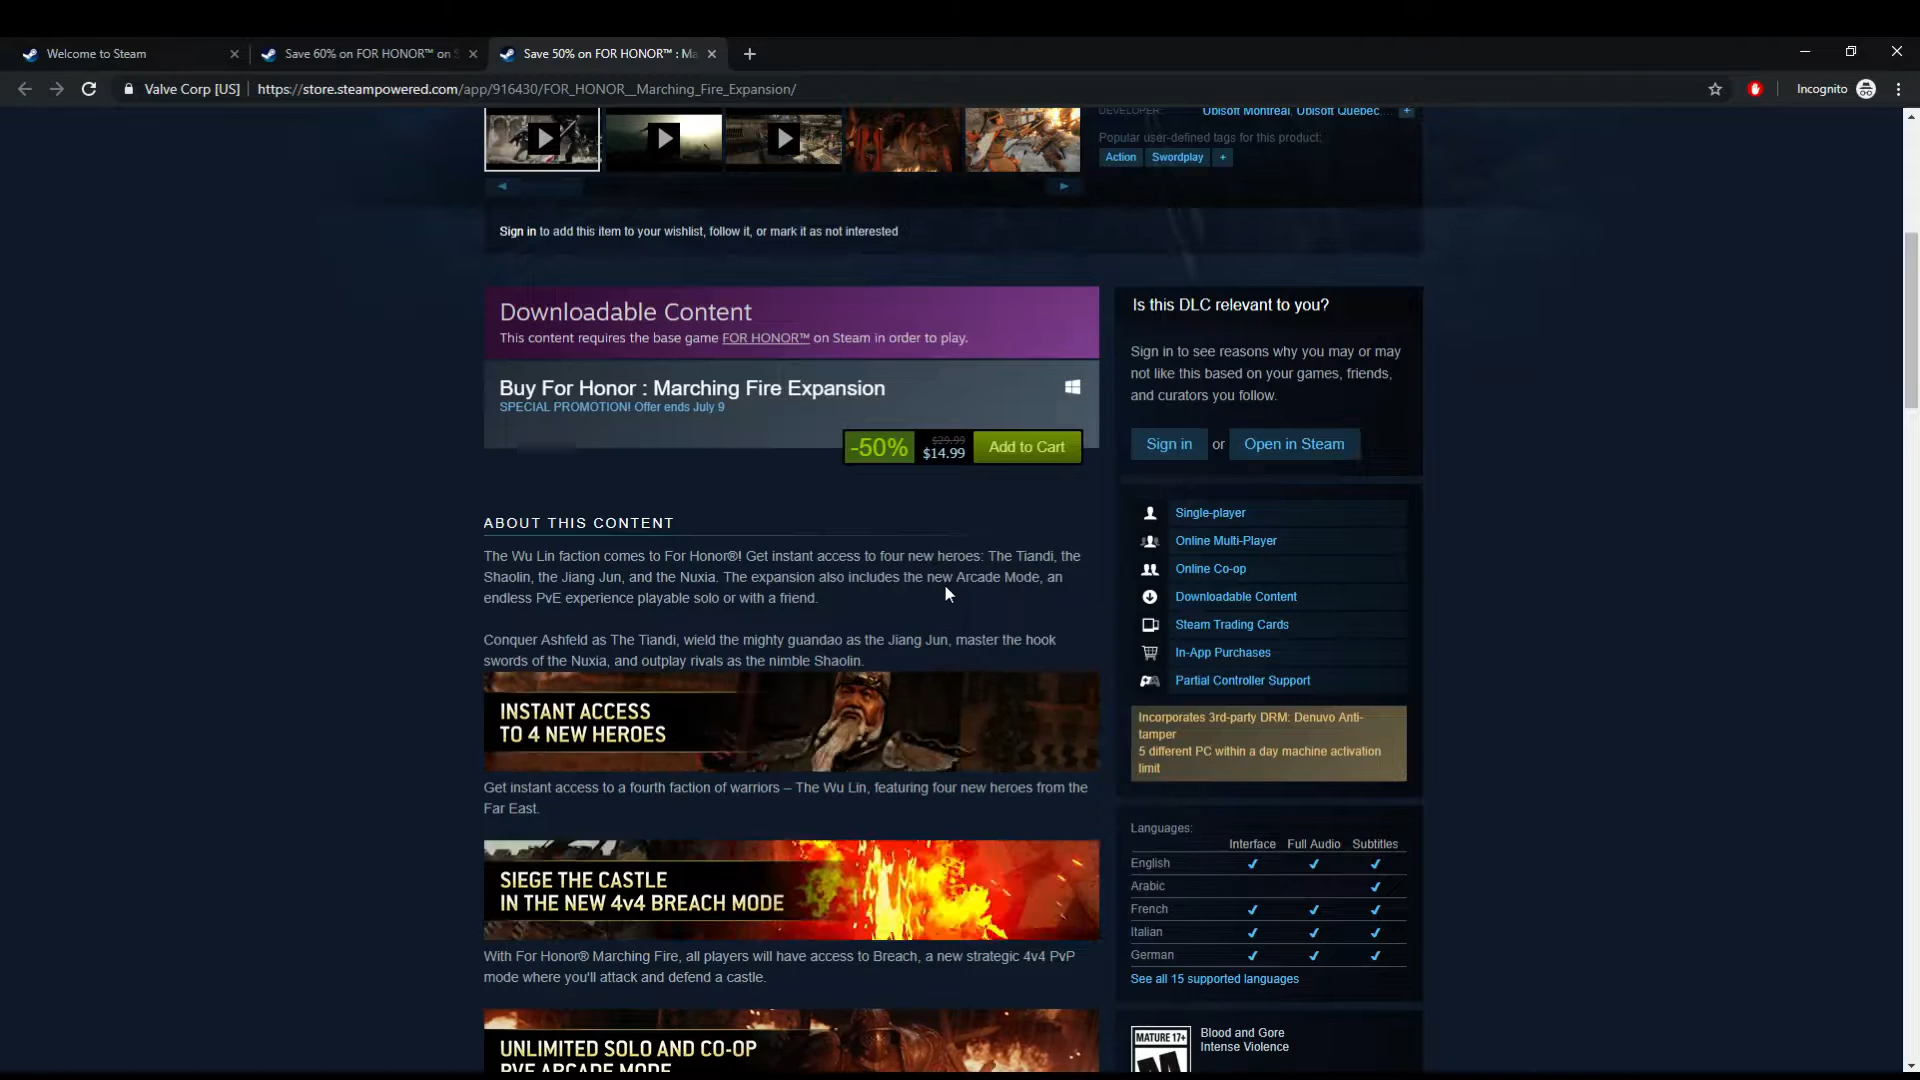 Welcome to Steam
Save 60% on FOR HONOR™ on S
Save 50% on FOR HONOR™ : Ma
Valve Corp [US]
https://store.steampowered.com/app/916430/FOR_HONOR__Marching_Fire_Expansion/
Incognito
DEVELOPER:
Ubisoft Montreal, Ubisoft Quebec,...
+
Popular user-defined tags for this product:
Action
Swordplay
+
Sign in to add this item to your wishlist, follow it, or mark it as not interested
Downloadable Content
This content requires the base game FOR HONOR™ on Steam in order to play.
Buy For Honor : Marching Fire Expansion
SPECIAL PROMOTION! Offer ends July 9
-50%
$29.99
$14.99
Add to Cart
ABOUT THIS CONTENT
The Wu Lin faction comes to For Honor®! Get instant access to four new heroes: The Tiandi, the
Shaolin, the Jiang Jun, and the Nuxia. The expansion also includes the new Arcade Mode, an
endless PvE experience playable solo or with a friend.
Conquer Ashfeld as The Tiandi, wield the mighty guandao as the Jiang Jun, master the hook
swords of the Nuxia, and outplay rivals as the nimble Shaolin.
INSTANT ACCESS
TO 4 NEW HEROES
Get instant access to a fourth faction of warriors – The Wu Lin, featuring four new heroes from the
Far East.
SIEGE THE CASTLE
IN THE NEW 4v4 BREACH MODE
With For Honor® Marching Fire, all players will have access to Breach, a new strategic 4v4 PvP
mode where you'll attack and defend a castle.
UNLIMITED SOLO AND CO-OP
PVE ARCADE MODE
Is this DLC relevant to you?
Sign in to see reasons why you may or may
not like this based on your games, friends,
and curators you follow.
Sign in
or
Open in Steam
Single-player
Online Multi-Player
Online Co-op
Downloadable Content
Steam Trading Cards
In-App Purchases
Partial Controller Support
Incorporates 3rd-party DRM: Denuvo Anti-
tamper
5 different PC within a day machine activation
limit
Languages:
Interface Full Audio Subtitles
English
Arabic
French
Italian
German
See all 15 supported languages
MATURE 17+
M
Blood and Gore
Intense Violence